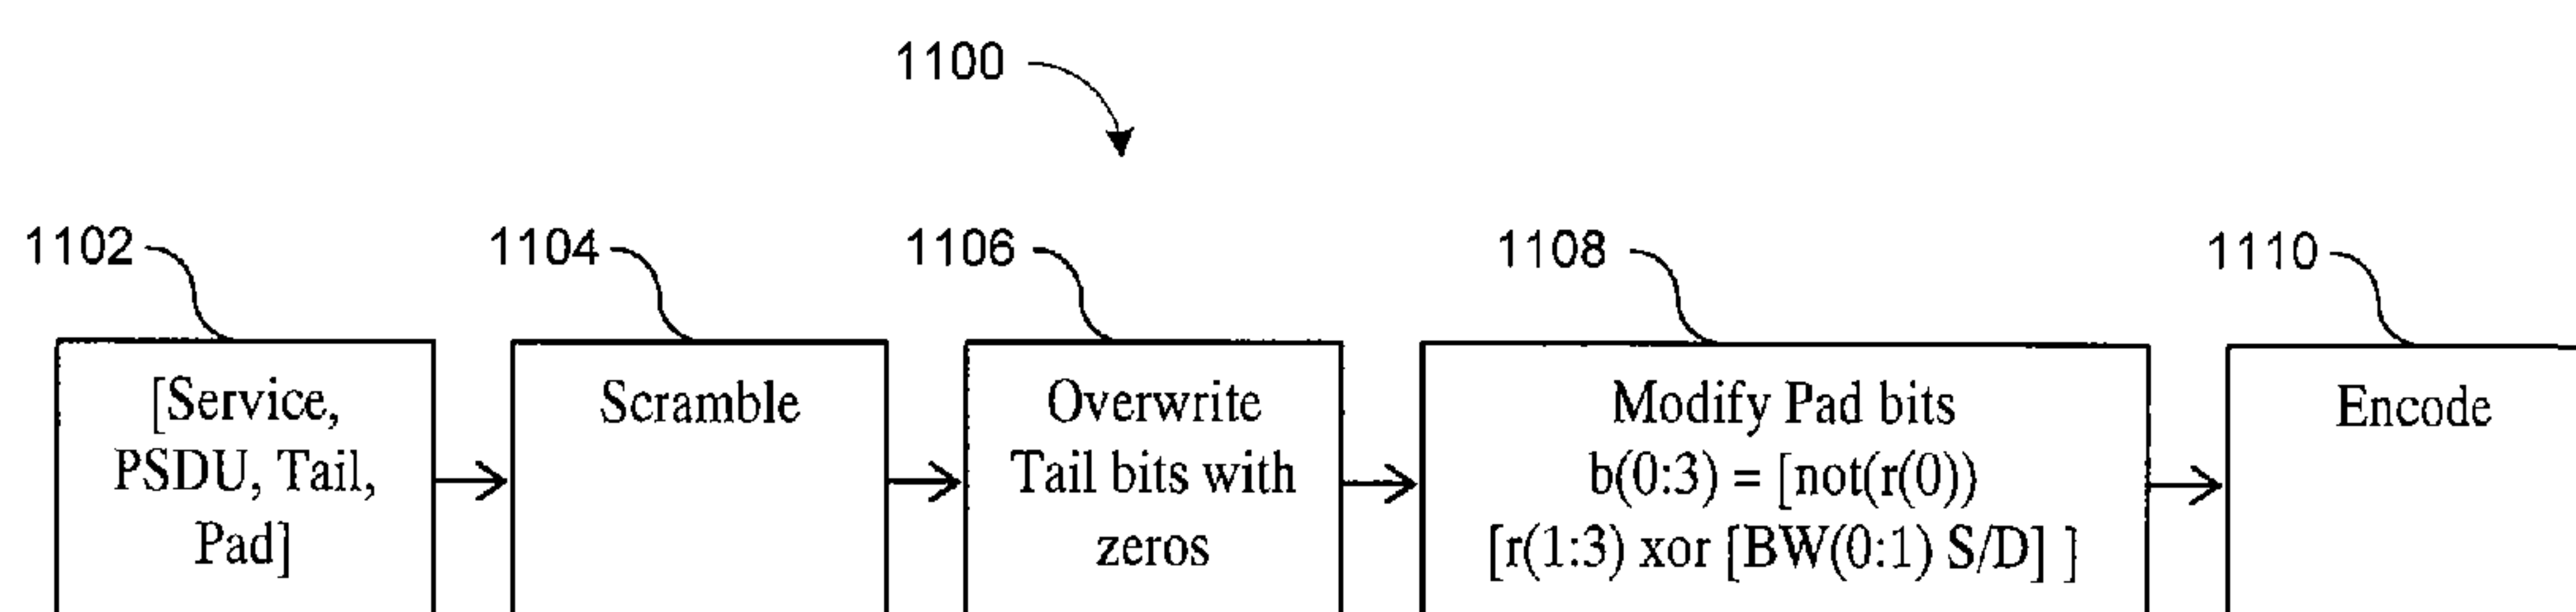 1100
1102
1104
1106
1108
1110
[Service,
PSDU, Tail,
Pad]
Scramble
Overwrite
Tail bits with
zeros
Modify Pad bits
b(0:3) = [not(r(0))
[r(1:3) xor [BW(0:1) S/D] ]
Encode